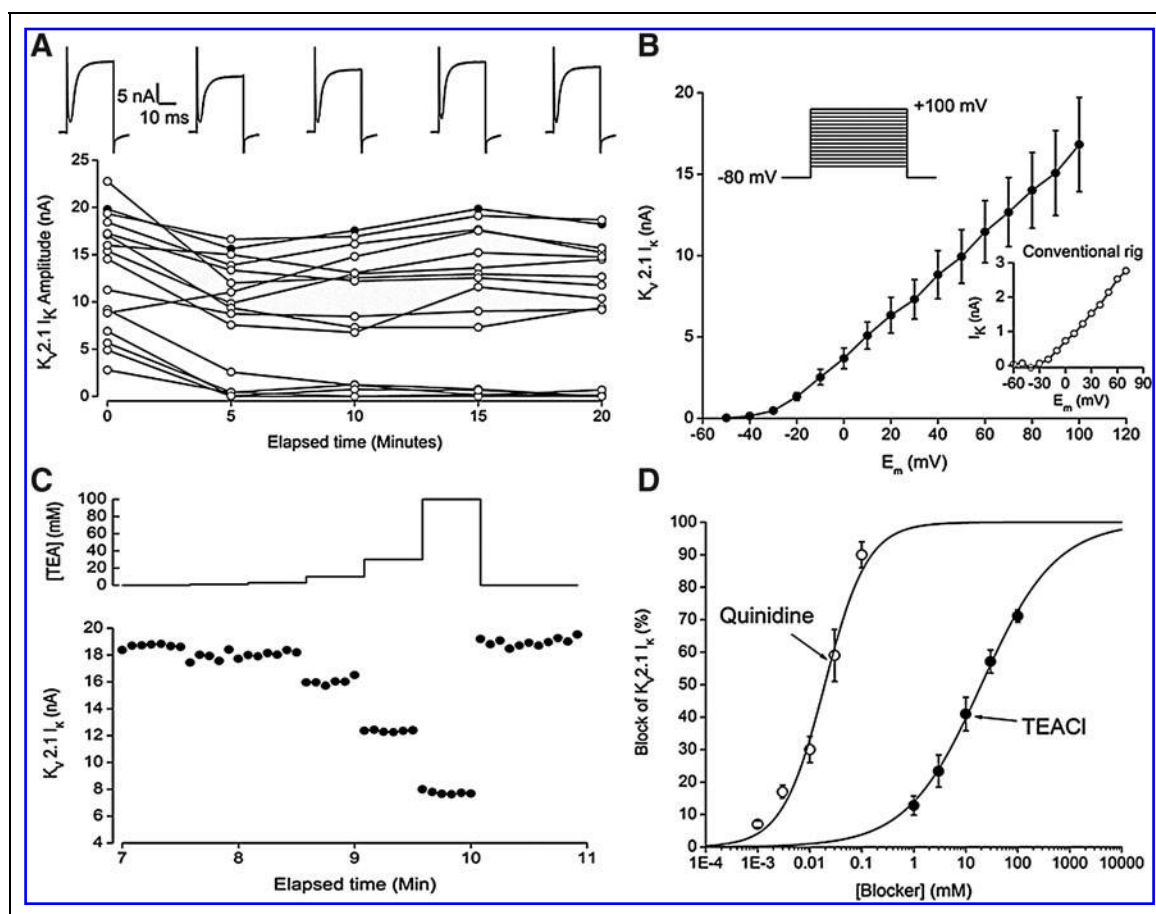 A
5 nA
10 ms
25
20
15
10
5
0
Kv2.1 IK Amplitude (nA)
0 5 10 15 20
Elapsed time (Minutes)
B
+100 mV
-80 mV
20
15
10
5
0
Kv 2.1 IK (nA)
-60 -40 -20 0 20 40 60 80 100 120
Em (mV)
Conventional rig
3
2
1
0
IK (nA)
-60 -30 0 30 60 90
Em (mV)
C
100
80
60
40
20
0
[TEA] (mM)
20
18
16
14
12
10
8
6
4
Kv 2.1 IK (nA)
7 8 9 10 11
Elapsed time (Min)
D
100
90
80
70
60
50
40
30
20
10
0
Block of Kv2.1 IK (%)
Quinidine
TEACl
1E-4 1E-3 0.01 0.1 1 10 100 1000 10000
[Blocker] (mM)